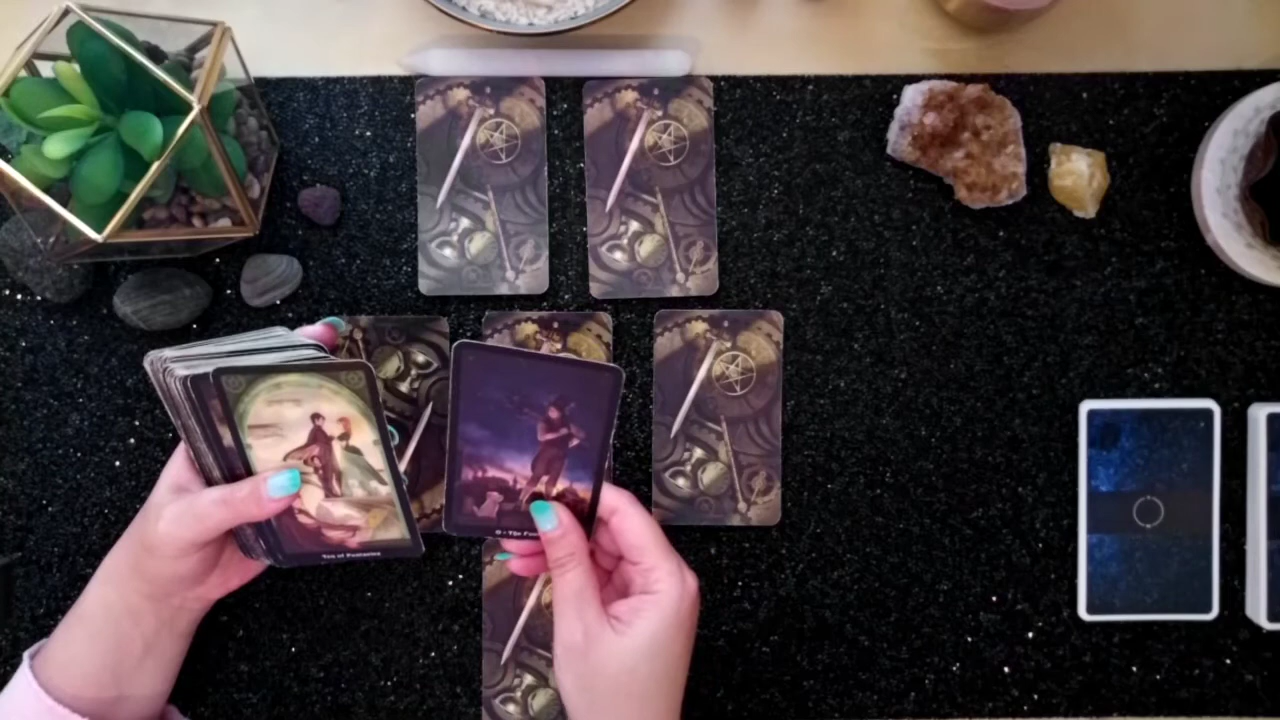 Ten of Pentacles
0 • The Fool